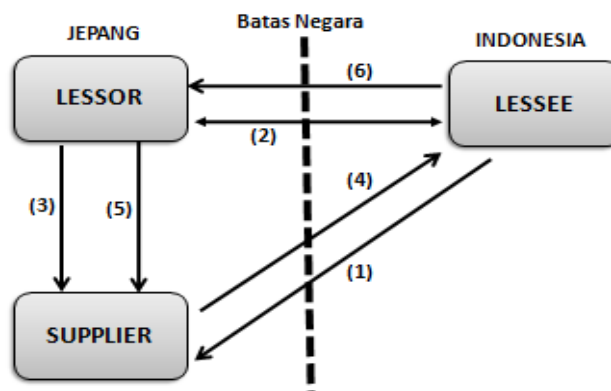 JEPANG
Batas Negara
INDONESIA
LESSOR
(6)
LESSEE
(2)
(3)
(5)
(4)
(1)
SUPPLIER